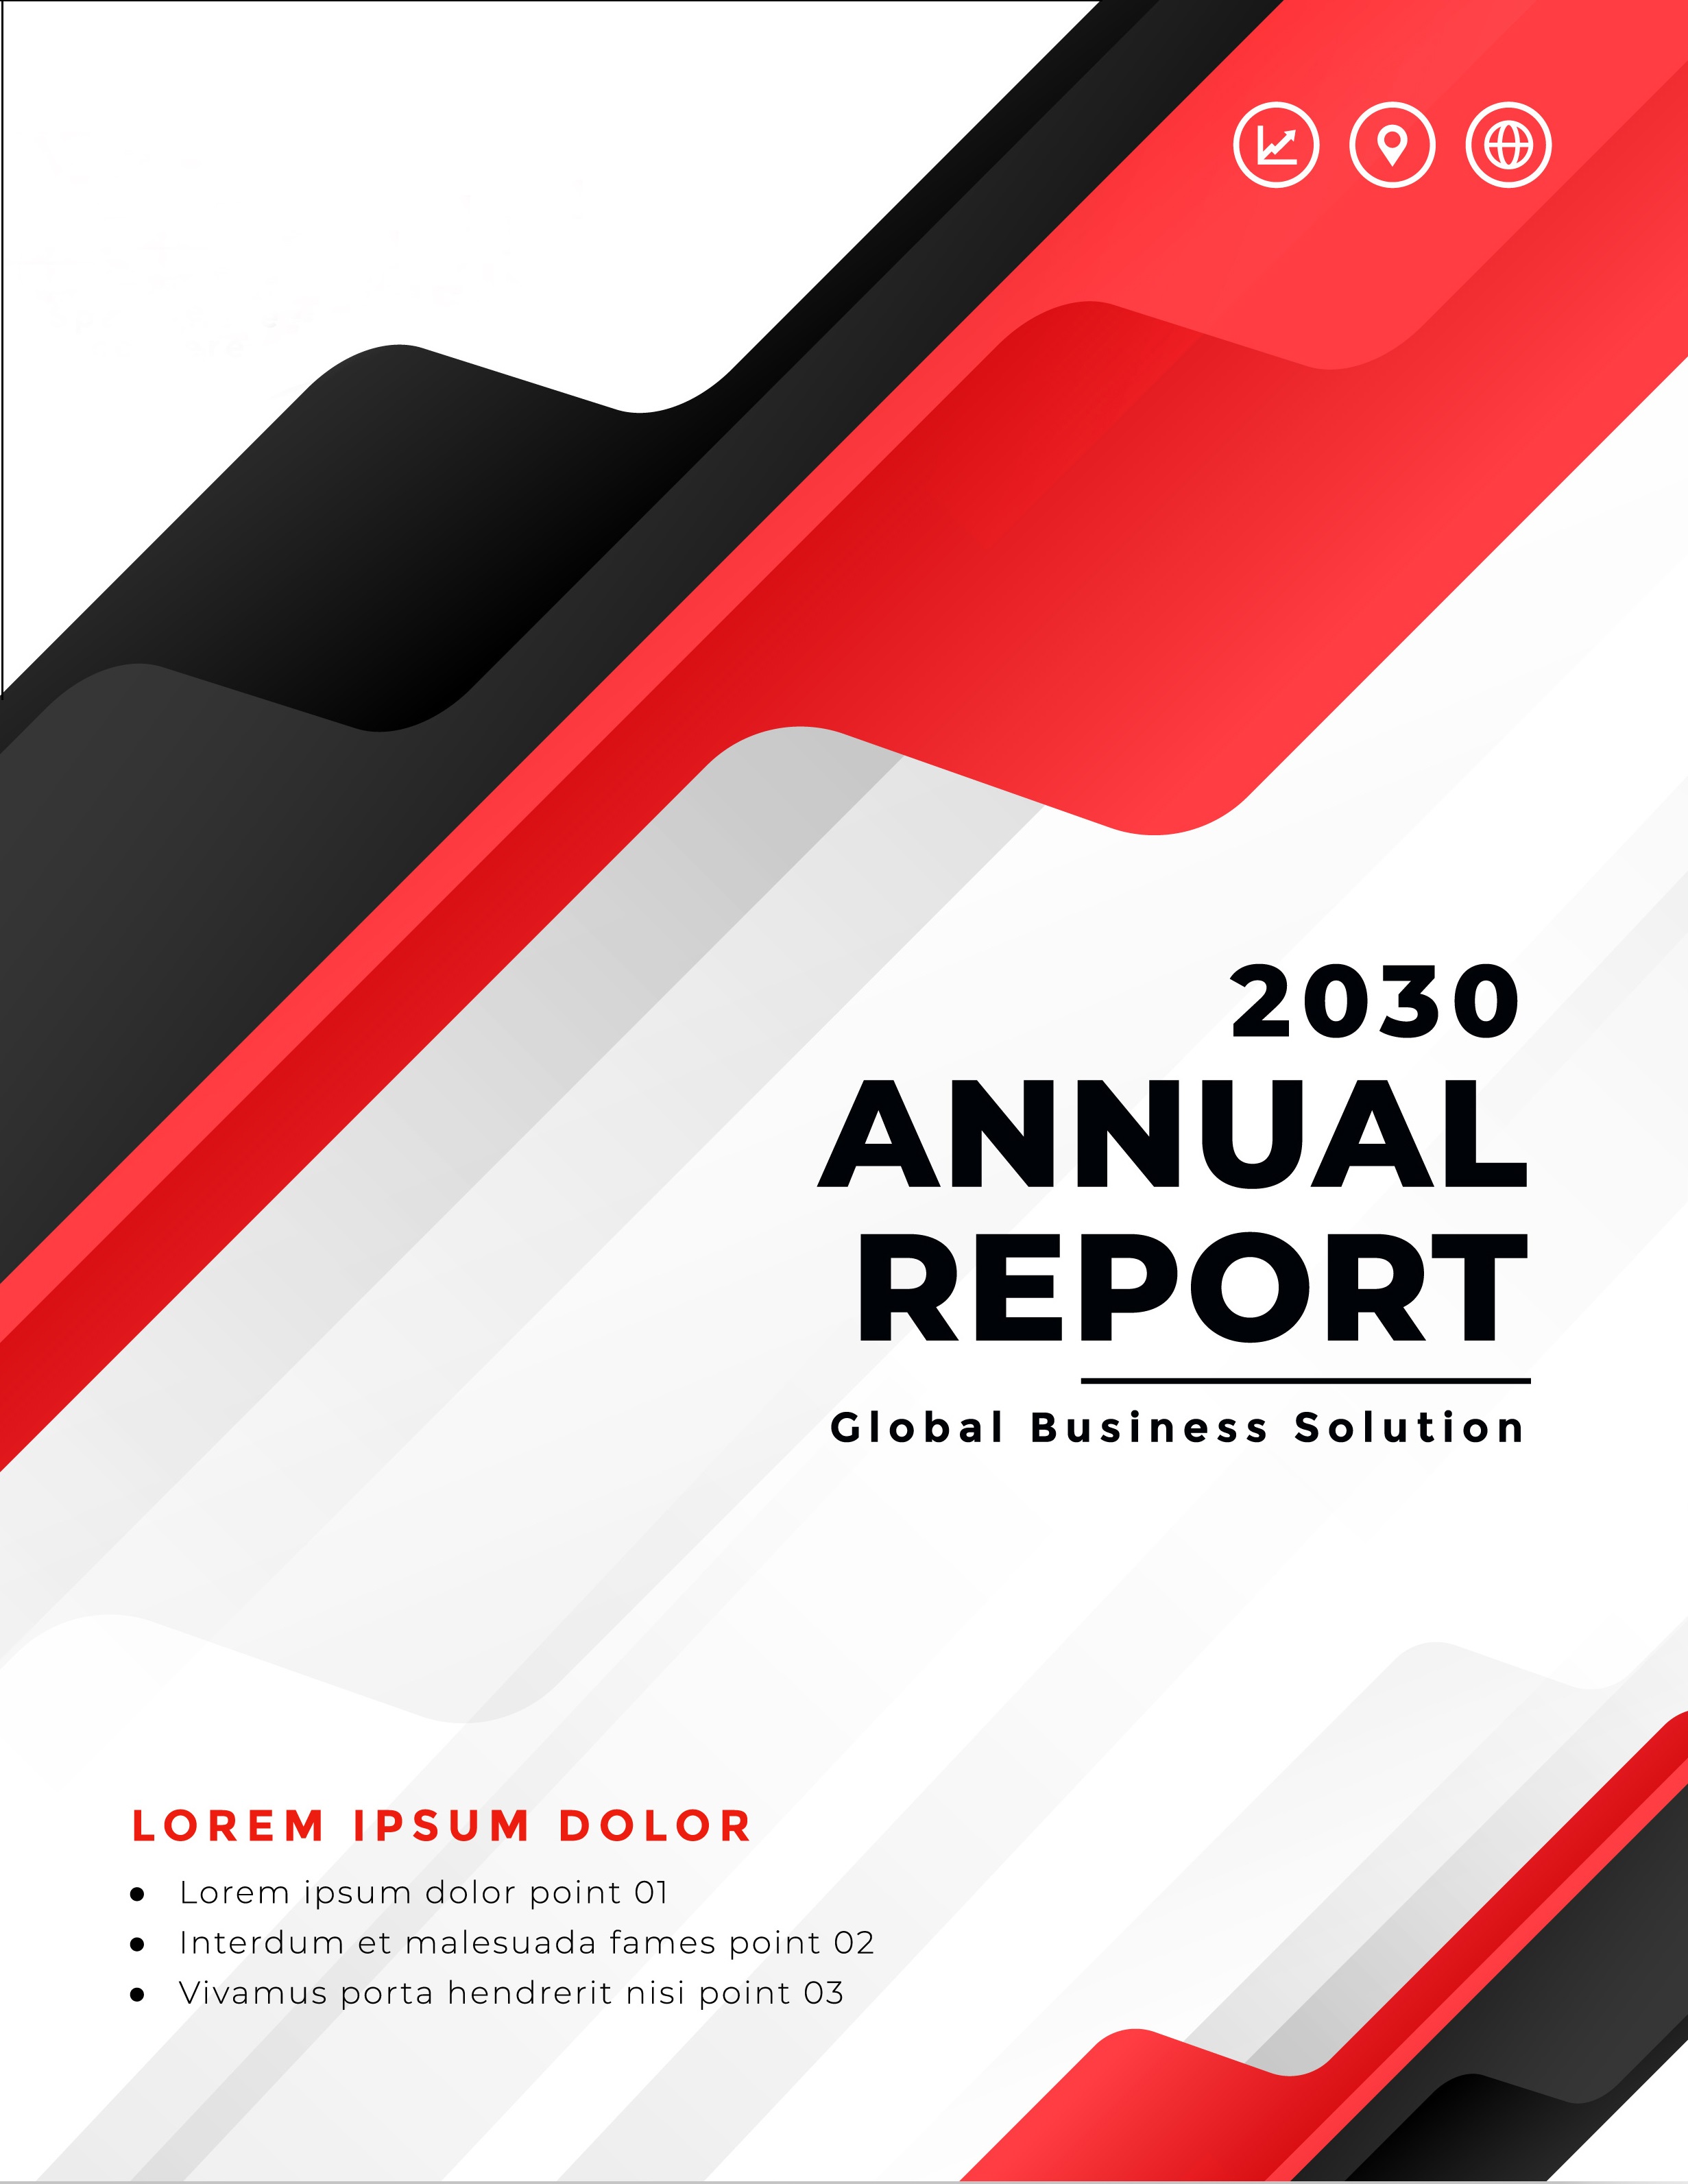 2030
ANNUAL
REPORT
Global Business Solution
LOREM IPSUM DOLOR
• Lorem ipsum dolor point 01
• Interdum et malesuada fames point 02
• Vivamus porta hendrerit nisi point 03